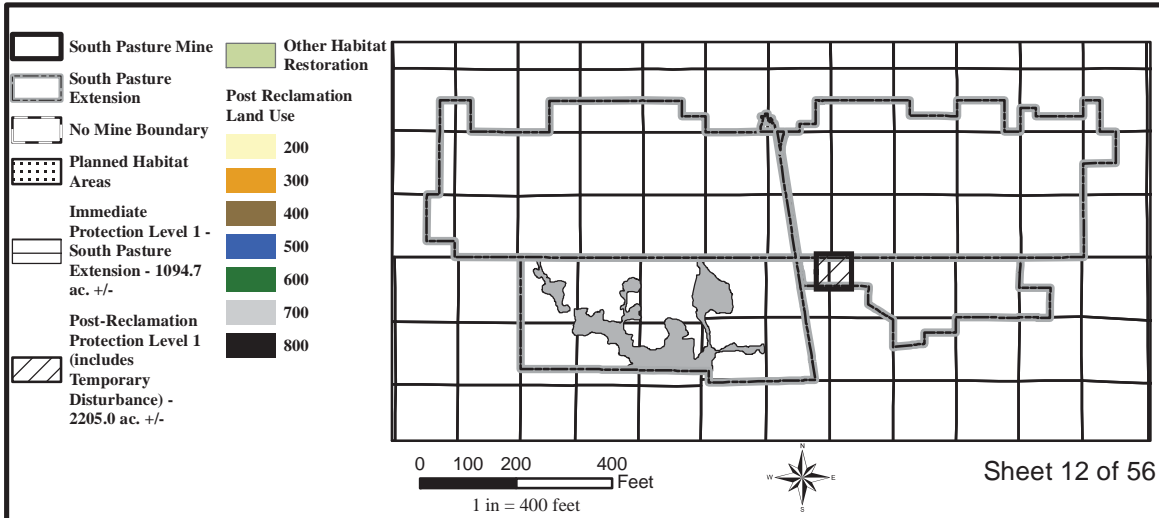 South Pasture Mine
South Pasture
Extension
No Mine Boundary
Planned Habitat
Areas
Immediate
Protection Level 1 -
South Pasture
Extension - 1094.7
ac. +/-
Post-Reclamation
Protection Level 1
(includes
Temporary
Disturbance) -
2205.0 ac. +/-
Other Habitat
Restoration
Post Reclamation
Land Use
200
300
400
500
600
700
800
0 100 200 400
Feet
1 in = 400 feet
N
W E
S
Sheet 12 of 56